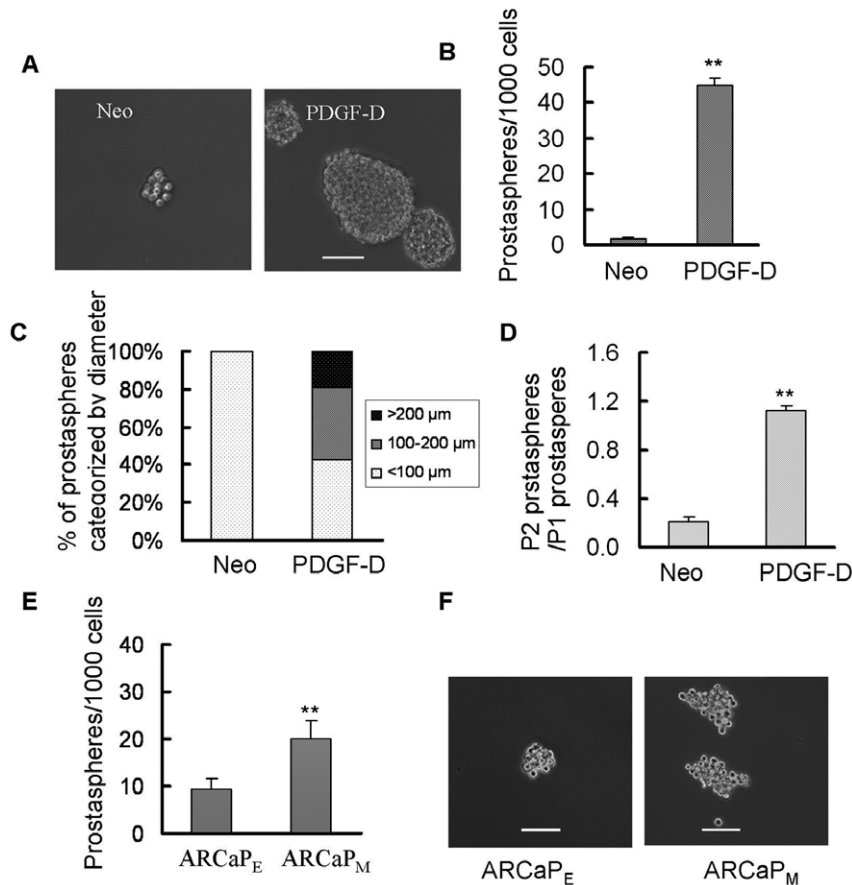 A
Neo
PDGF-D
B
Prostaspheres/1000 cells
50
40
30
20
10
0
**
Neo
PDGF-D
C
% of prostaspheres
categorized by diameter
100%
80%
60%
40%
20%
0%
Neo
PDGF-D
>200 µm
100-200 µm
<100 µm
D
P2 prstaspheres
/P1 prostasperes
1.6
1.2
0.8
0.4
0.0
**
Neo
PDGF-D
E
Prostaspheres/1000 cells
40
30
20
10
0
**
ARCaPE
ARCaPM
F
ARCaPE
ARCaPM